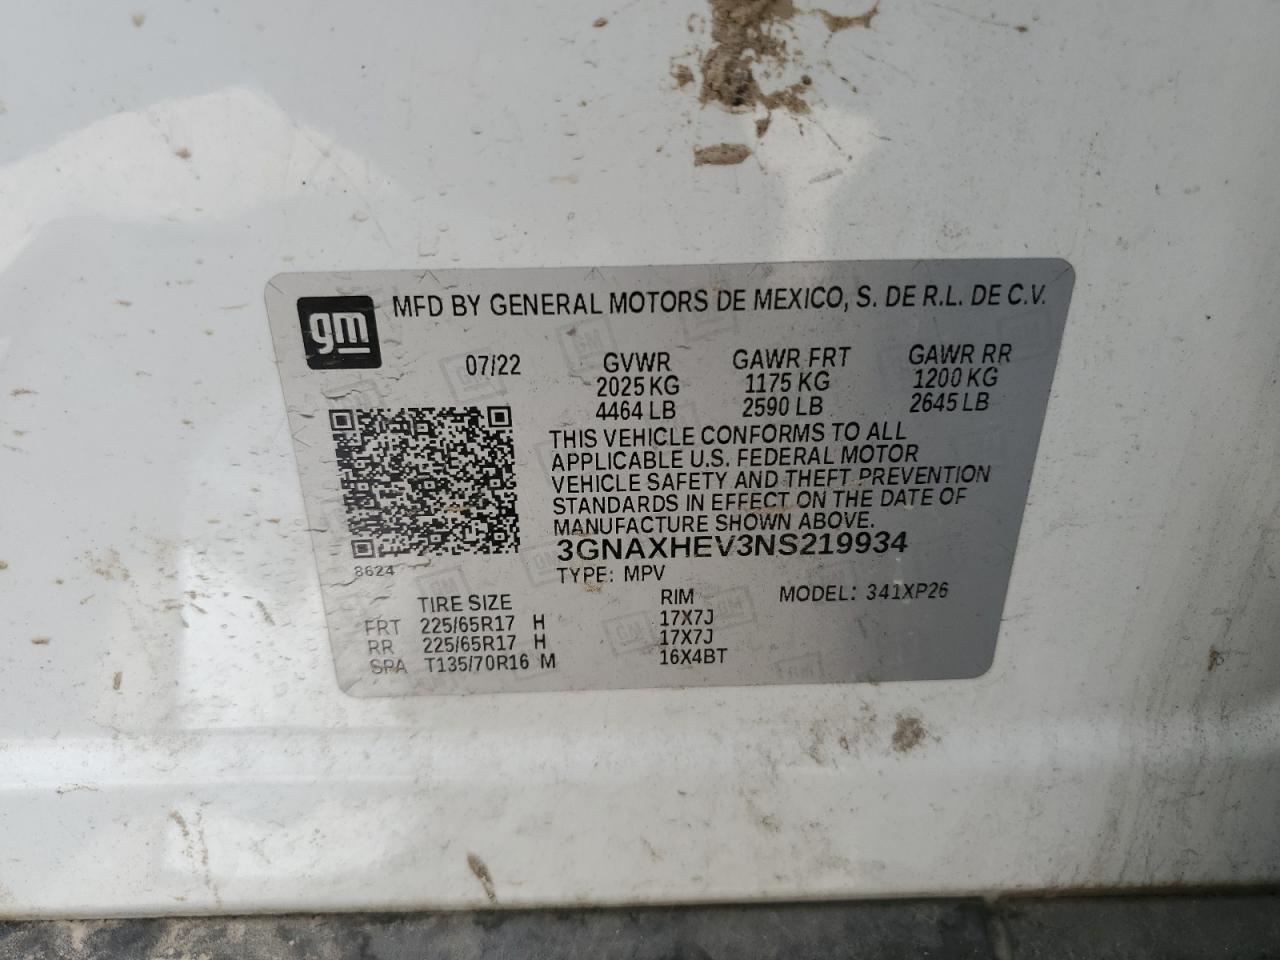 gm
MFD BY GENERAL MOTORS DE MEXICO, S. DE R.L. DE C.V.
07/22 GVWR GAWR FRT GAWR RR
2025 KG 1175 KG 1200 KG
4464 LB 2590 LB 2645 LB
THIS VEHICLE CONFORMS TO ALL
APPLICABLE U.S. FEDERAL MOTOR
VEHICLE SAFETY AND THEFT PREVENTION
STANDARDS IN EFFECT ON THE DATE OF
MANUFACTURE SHOWN ABOVE.
3GNAXHEV3NS219934
8624
TYPE: MPV
TIRE SIZE RIM MODEL: 341XP26
FRT 225/65R17 H 17X7J
RR 225/65R17 H 17X7J
SPA T135/70R16 M 16X4BT